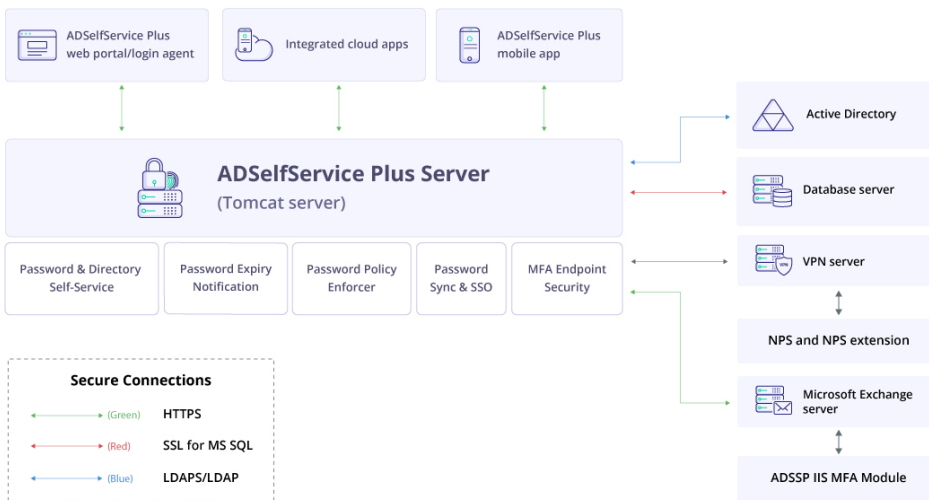 ADSelfService Plus
web portal/login agent
Integrated cloud apps
ADSelfService Plus
mobile app
ADSelfService Plus Server
(Tomcat server)
Password & Directory
Self-Service
Password Expiry
Notification
Password Policy
Enforcer
Password
Sync & SSO
MFA Endpoint
Security
Active Directory
Database server
VPN
VPN server
NPS and NPS extension
Microsoft Exchange
server
ADSSP IIS MFA Module
Secure Connections
(Green) HTTPS
(Red) SSL for MS SQL
(Blue) LDAPS/LDAP